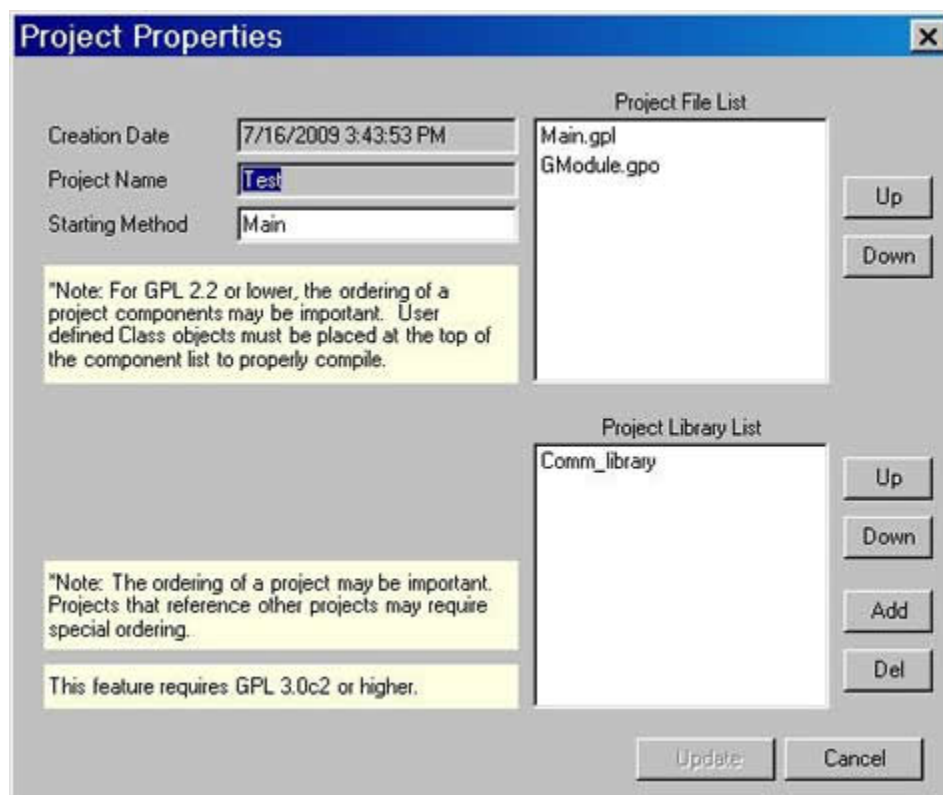 Project Properties
Project File List
Creation Date 7/16/2009 3:43:53 PM
Main.gpl
Project Name Test
GModule.gpo
Starting Method Main
Up
Down
"Note: For GPL 2.2 or lower, the ordering of a
project components may be important. User
defined Class objects must be placed at the top of
the component list to properly compile.
Project Library List
Comm_library
Up
Down
Add
Del
"Note: The ordering of a project may be important.
Projects that reference other projects may require
special ordering.
This feature requires GPL 3.0c2 or higher.
Update
Cancel